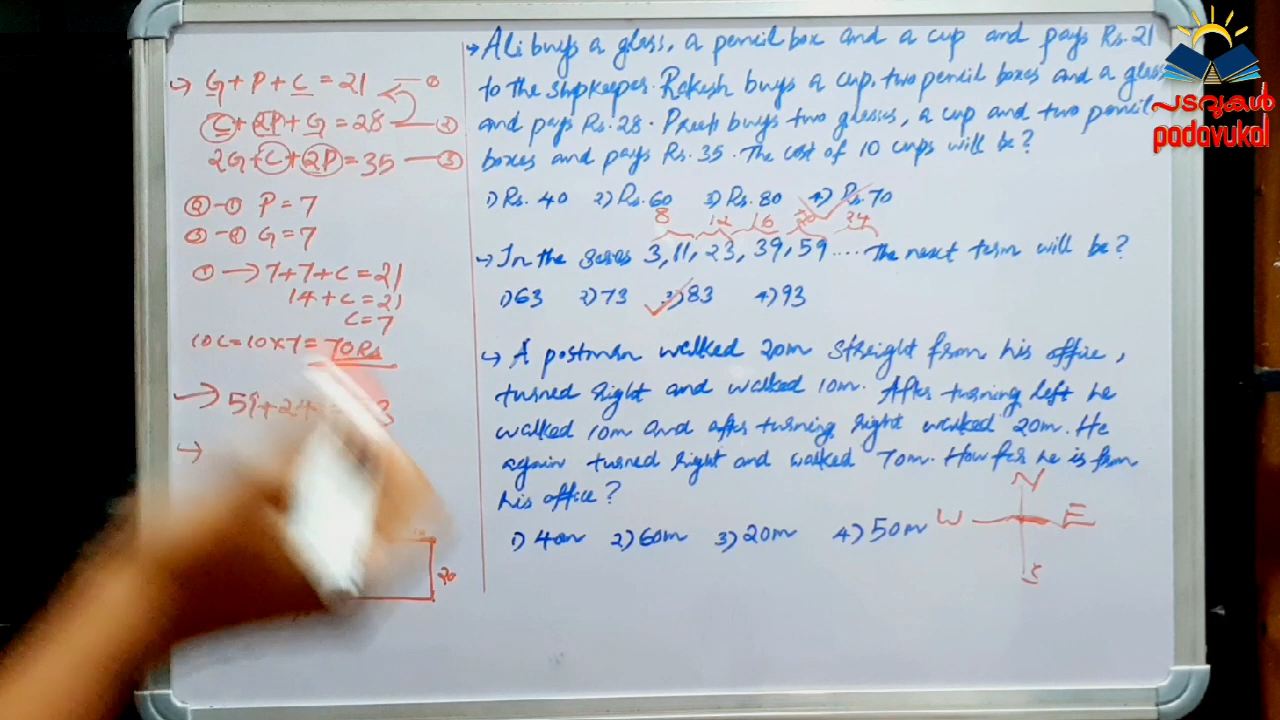 → G + P + C = 21 — ①
C + 2P + G = 28 — ②
2G + C + 2P = 35 — ③
② - ① P = 7
③ - ② G = 7
① → 7 + 7 + C = 21
14 + C = 21
C = 7
10C = 10 × 7 = 70 Rs
→ 59 + 24
→
→ Ali buys a glass, a pencil box and a cup and pays Rs. 21
to the shopkeeper. Rakesh buys a cup, two pencil boxes and a glass
and pays Rs. 28. Preeti buys two glasses, a cup and two pencil
boxes and pays Rs. 35. The cost of 10 cups will be?
1) Rs. 40 2) Rs. 60 3) Rs. 80 4) Rs. 70
8 12 16 20 24
→ In the series 3, 11, 23, 39, 59 .... The next term will be?
1) 63 2) 73 3) 83 4) 93
→ A postman walked 20m streight from his office,
turned right and walked 10m. After turning left he
walked 10m and after turning right walked 20m. He
again turned right and walked 70m. How far he is from
his office?
1) 40m 2) 60m 3) 20m 4) 50m
N
W E
S
പടവുകൾ
padavukal